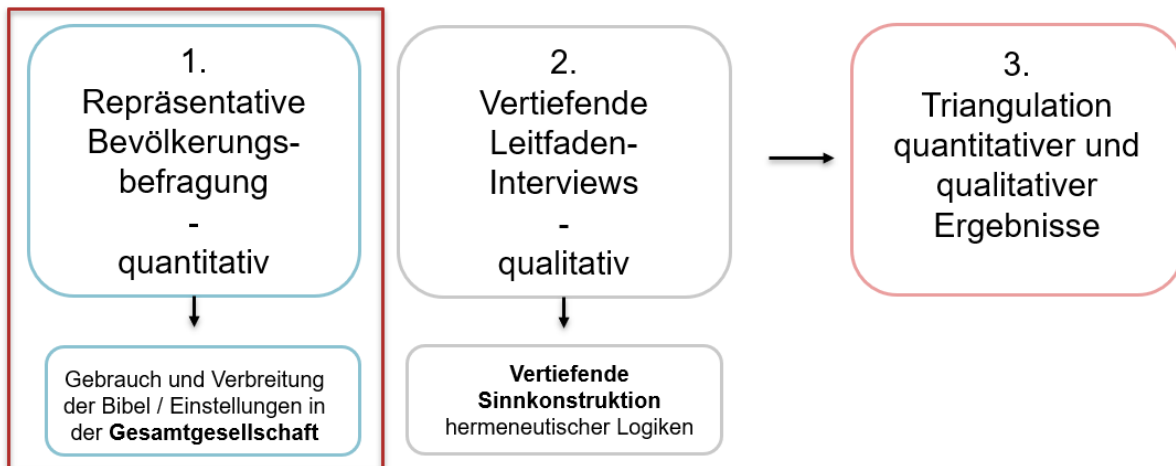 1.
Repräsentative
Bevölkerungs-
befragung
-
quantitativ
Gebrauch und Verbreitung
der Bibel / Einstellungen in
der Gesamtgesellschaft
2.
Vertiefende
Leitfaden-
Interviews
-
qualitativ
Vertiefende
Sinnkonstruktion
hermeneutischer Logiken
3.
Triangulation
quantitativer und
qualitativer
Ergebnisse